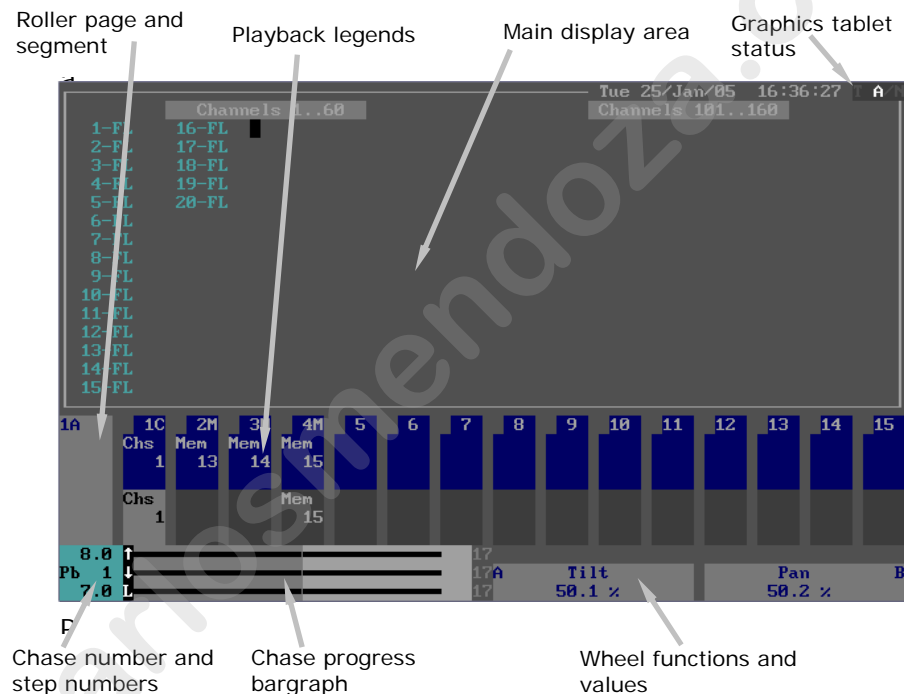 Roller page and
segment
Playback legends
Main display area
Graphics tablet
status
Tue 25/Jan/05 16:36:27 T A/N
Channels 1..60 Channels 101..160
1-FL 16-FL
2-FL 17-FL
3-FL 18-FL
4-FL 19-FL
5-FL 20-FL
6-FL
7-FL
8-FL
9-FL
10-FL
11-FL
12-FL
13-FL
14-FL
15-FL
1A 1C 2M 3M 4M 5 6 7 8 9 10 11 12 13 14 15
Chs Mem Mem Mem
1 13 14 15
Chs Mem
1 15
8.0 17
Pb 1 17 A Tilt Pan B
7.0 L 17 50.1 % 50.2 %
Chase number and
step numbers
Chase progress
bargraph
Wheel functions and
values
arlosmendoza.c